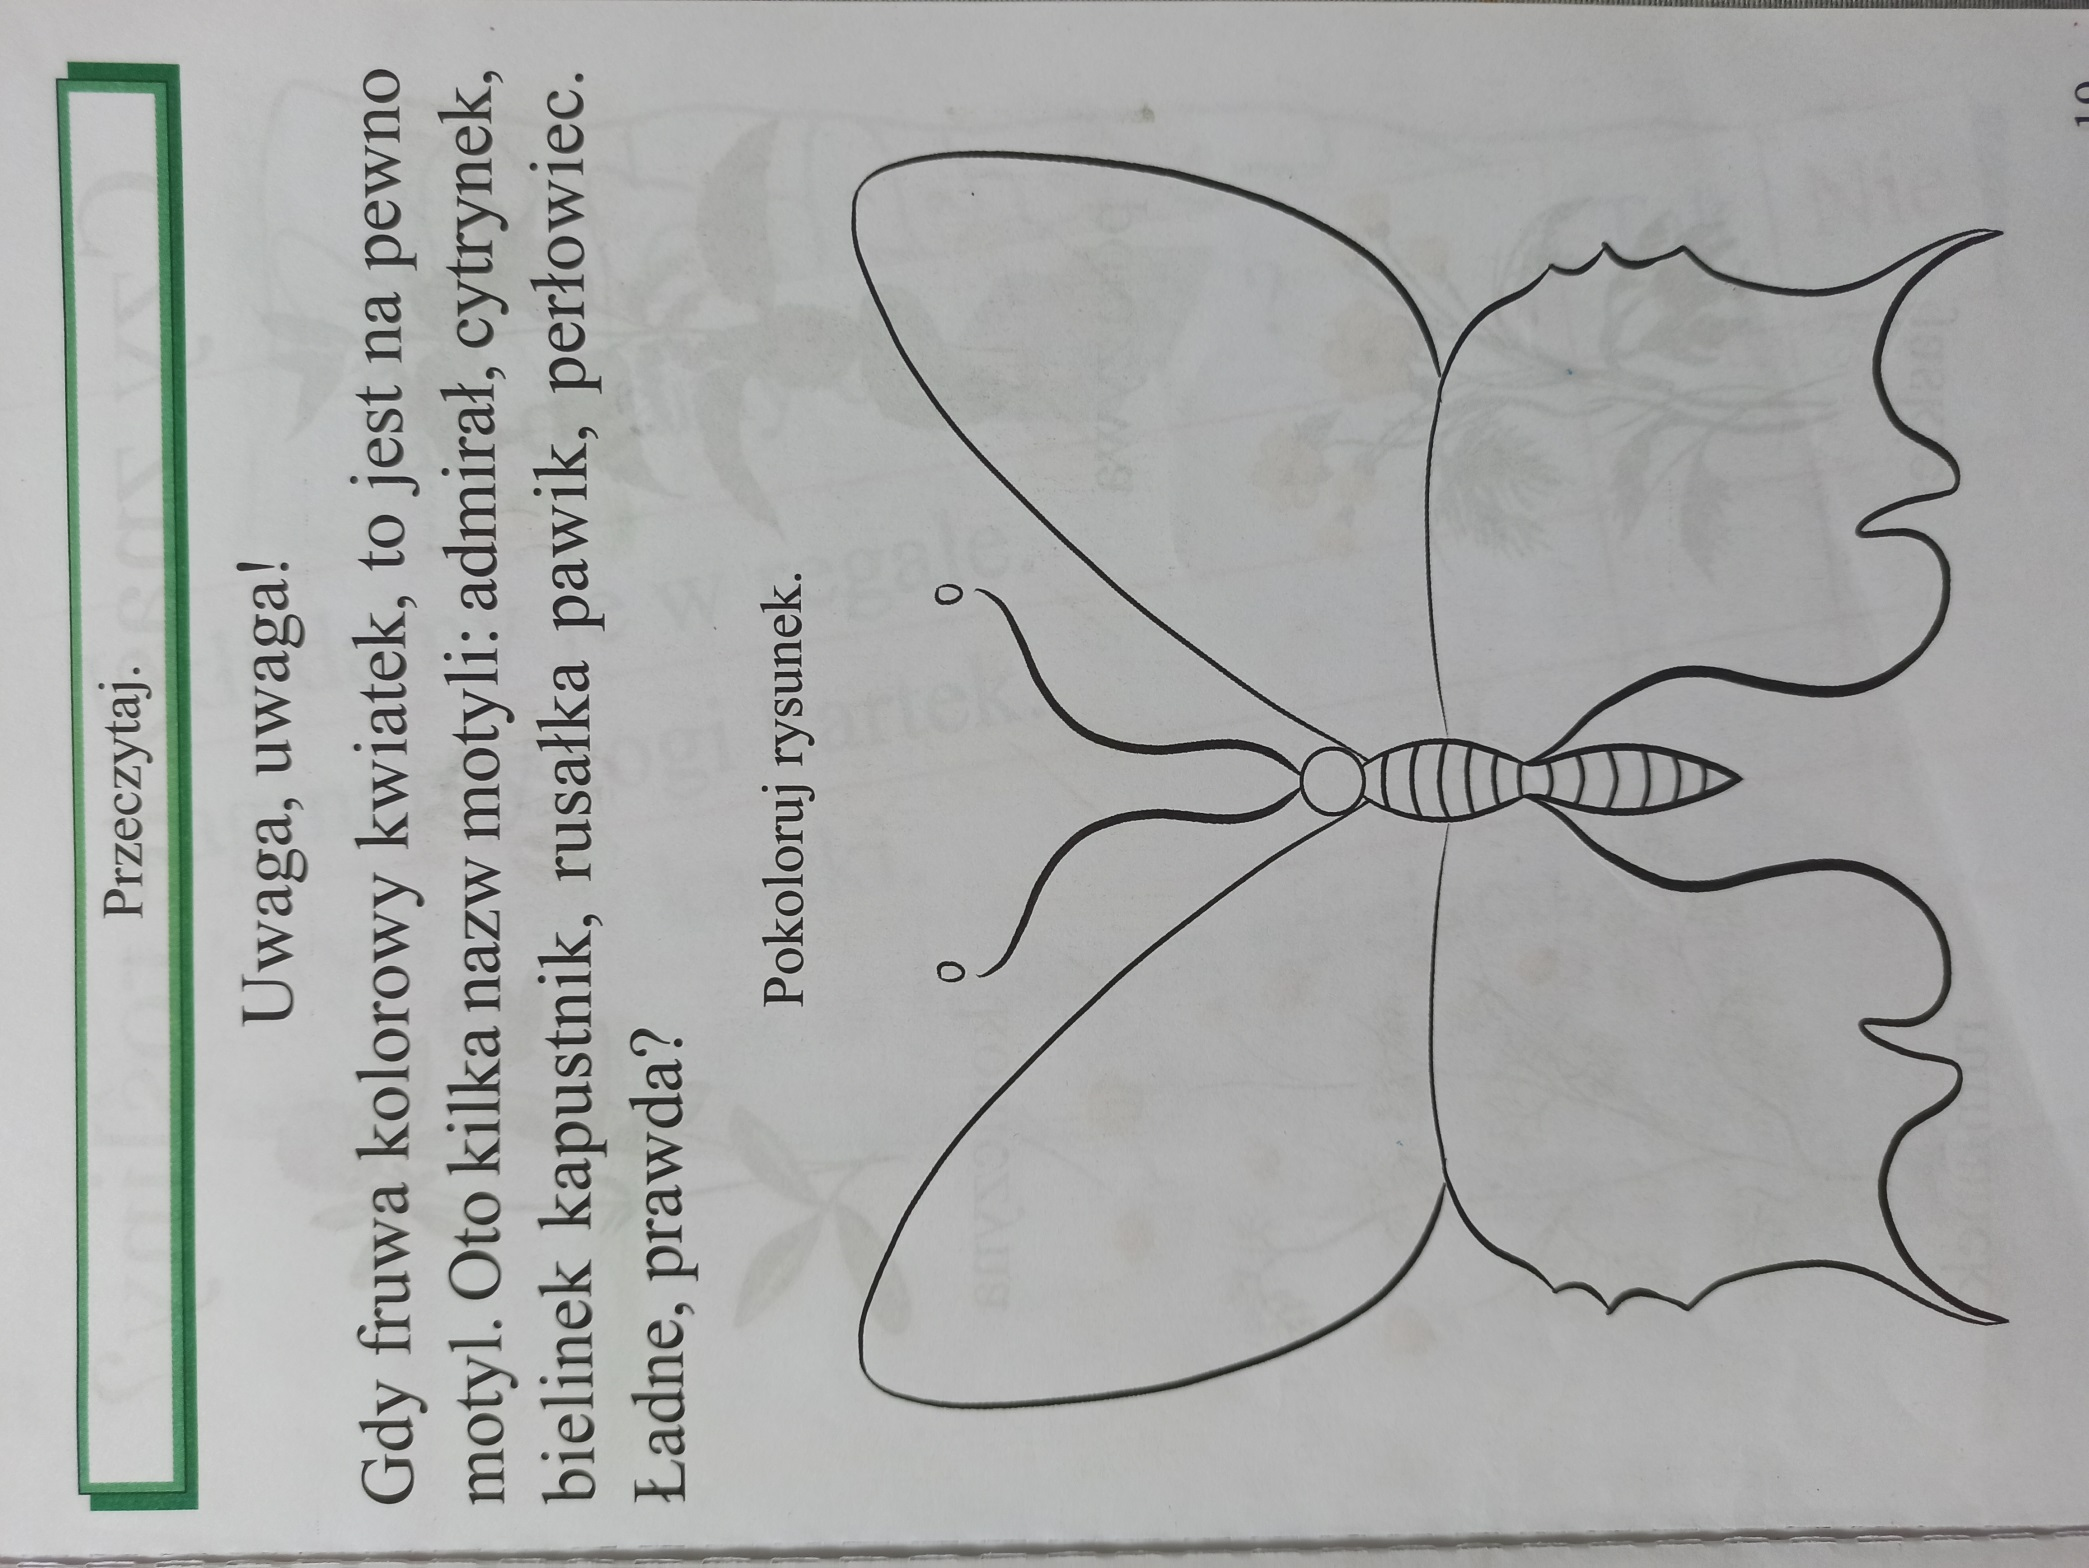 Przeczytaj.
Uwaga, uwaga!
Gdy fruwa kolorowy kwiatek, to jest na pewno
motyl. Oto kilka nazw motyli: admirał, cytrynek,
bielinek kapustnik, rusałka pawik, perłowiec.
Ładne, prawda?
Pokoloruj rysunek.